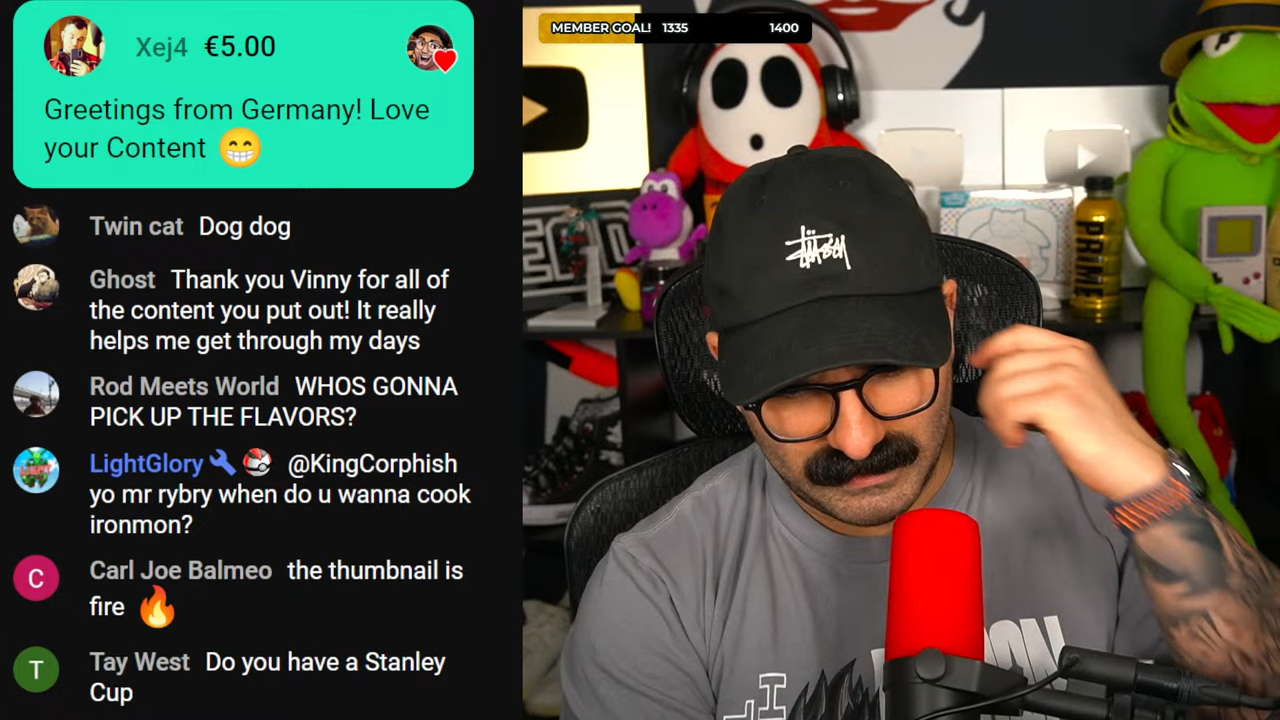 Xej4 €5.00
Greetings from Germany! Love
your Content 😁
Twin cat Dog dog
Ghost Thank you Vinny for all of
the content you put out! It really
helps me get through my days
Rod Meets World WHOS GONNA
PICK UP THE FLAVORS?
LightGlory @KingCorphish
yo mr rybry when do u wanna cook
ironmon?
C
Carl Joe Balmeo the thumbnail is
fire 🔥
T
Tay West Do you have a Stanley
Cup
MEMBER GOAL! 1335 1400
PRIME
Stüssy